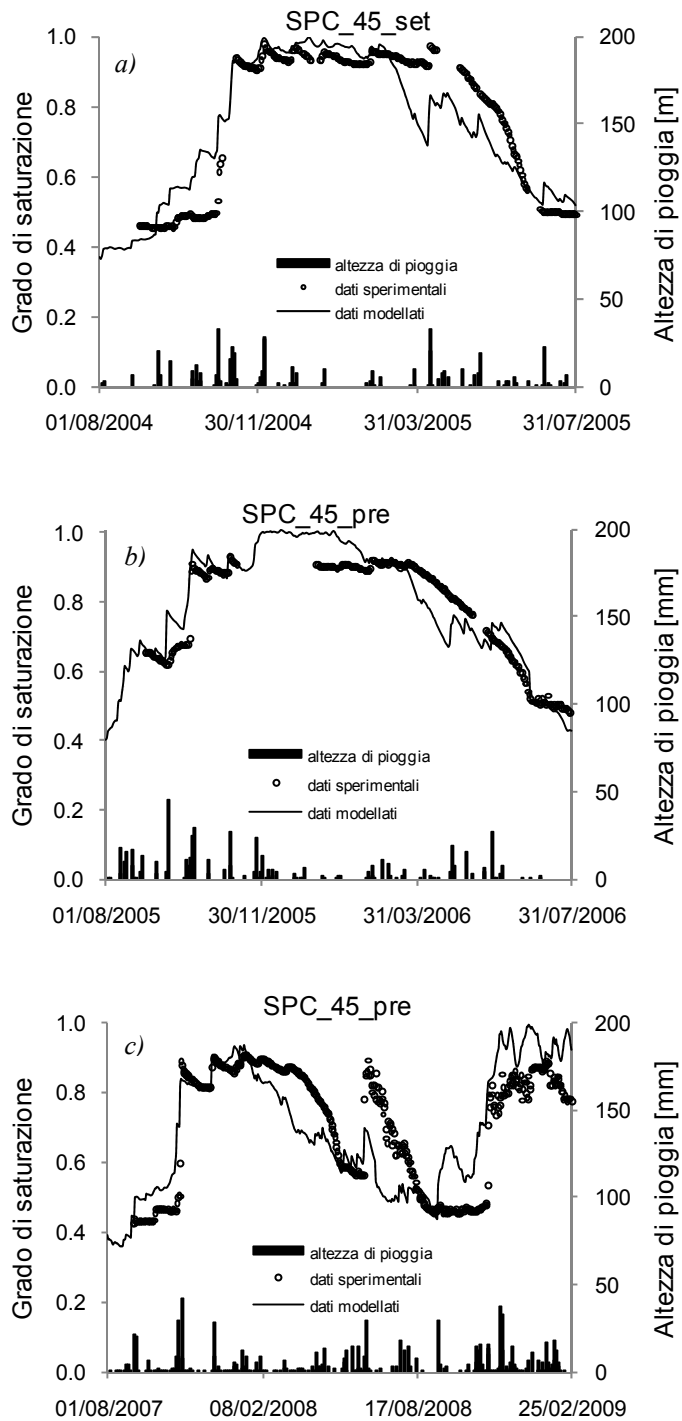 SPC_45_set
a)
Grado di saturazione
Altezza di pioggia [m]
1.0
0.8
0.6
0.4
0.2
0.0
200
150
100
50
0
altezza di pioggia
dati sperimentali
dati modellati
01/08/2004
30/11/2004
31/03/2005
31/07/2005
SPC_45_pre
b)
Grado di saturazione
Altezza di pioggia [mm]
1.0
0.8
0.6
0.4
0.2
0.0
200
150
100
50
0
altezza di pioggia
dati sperimentali
dati modellati
01/08/2005
30/11/2005
31/03/2006
31/07/2006
SPC_45_pre
c)
Grado di saturazione
Altezza di pioggia [mm]
1.0
0.8
0.6
0.4
0.2
0.0
200
150
100
50
0
altezza di pioggia
dati sperimentali
dati modellati
01/08/2007
08/02/2008
17/08/2008
25/02/2009